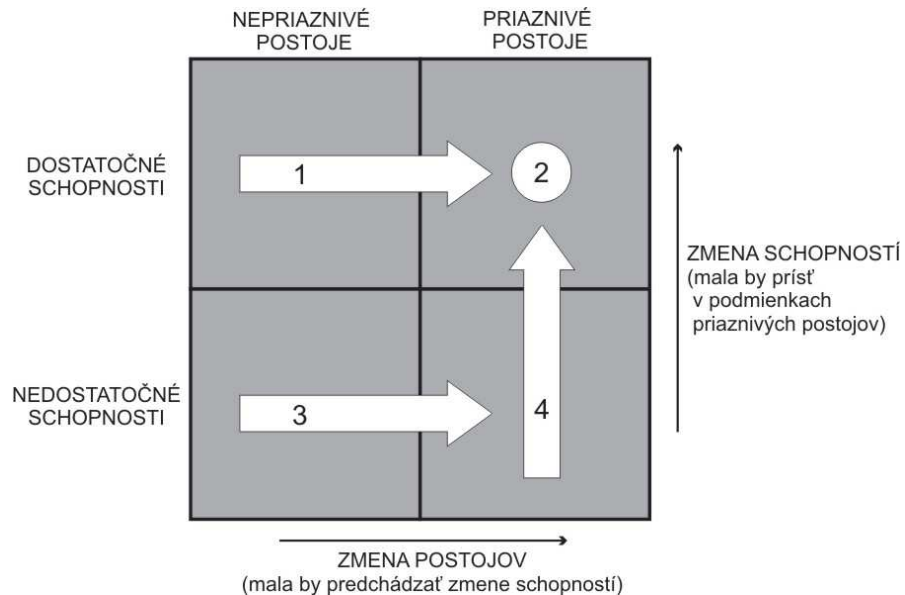 NEPRIAZNIVÉ
POSTOJE
PRIAZNIVÉ
POSTOJE
DOSTATOČNÉ
SCHOPNOSTI
1
2
ZMENA SCHOPNOSTÍ
(mala by prísť
v podmienkach
priaznivých postojov)
NEDOSTATOČNÉ
SCHOPNOSTI
3
4
ZMENA POSTOJOV
(mala by predchádzať zmene schopností)